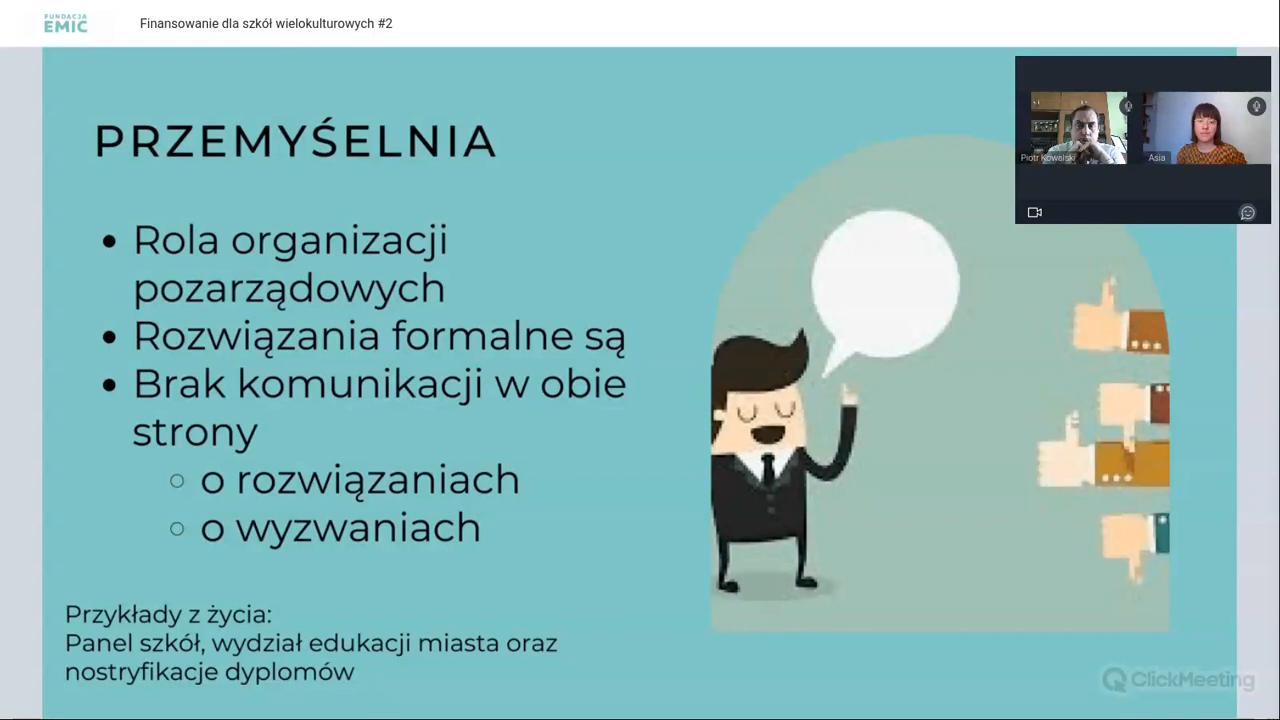 FUNDACJA
EMIC
Finansowanie dla szkół wielokulturowych #2
PRZEMYŚELNIA
• Rola organizacji
pozarządowych
• Rozwiązania formalne są
• Brak komunikacji w obie
strony
○ o rozwiązaniach
○ o wyzwaniach
Przykłady z życia:
Panel szkół, wydział edukacji miasta oraz
nostryfikacje dyplomów
Piotr Kowalski
Asia
ClickMeeting